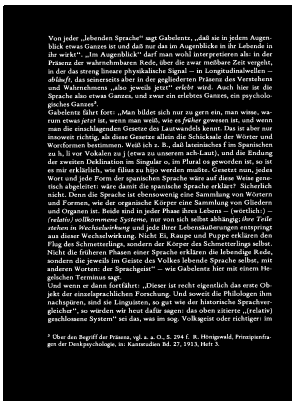 Von jeder „lebenden Sprache“ sagt Gabelentz, „daß sie in jedem Augen-
blick etwas Ganzes ist und daß nur das im Augenblicke in ihr Lebende in
ihr wirkt“. „Im Augenblick“ darf man wohl interpretieren als: in der
Präsenz der wahrnehmbaren Rede, über die zwar meßbare Zeit vergeht,
in der das streng lineare physikalische Signal — in Longitudinalwellen —
abläuft, das seinerseits aber in der gegliederten Präsenz des Verstehens
und Wahrnehmens „also jeweils jetzt“ erlebt wird. Auch hier ist die
Sprache also etwas Ganzes, und zwar ein erlebtes Ganzes, ein psycholo-
gisches Ganzes².
Gabelentz fährt fort: „Man bildet sich nur zu gern ein, man wisse, wa-
rum etwas jetzt ist, wenn man weiß, wie es früher gewesen ist, und wenn
man die einschlagenden Gesetze des Lautwandels kennt. Das ist aber nur
insoweit richtig, als diese Gesetze allein die Schicksale der Wörter und
Wortformen bestimmen. Weiß ich z. B., daß lateinisches f im Spanischen
zu h, li vor Vokalen zu j (etwa zu unserem ach-Laut), und die Endung
der zweiten Deklination im Singular o, im Plural os geworden ist, so ist
es mir erklärlich, wie filius zu hijo werden mußte. Gesetzt nun, jedes
Wort und jede Form der spanischen Sprache wäre auf diese Weise gene-
tisch abgeleitet: wäre damit die spanische Sprache erklärt? Sicherlich
nicht. Denn die Sprache ist ebensowenig eine Sammlung von Wörtern
und Formen, wie der organische Körper eine Sammlung von Gliedern
und Organen ist. Beide sind in jeder Phase ihres Lebens — (wörtlich:) —
(relativ) vollkommene Systeme, nur von sich selbst abhängig; ihre Teile
stehen in Wechselwirkung und jede ihrer Lebensäußerungen entspringt
aus dieser Wechselwirkung. Nicht Ei, Raupe und Puppe erklären den
Flug des Schmetterlings, sondern der Körper des Schmetterlings selbst.
Nicht die früheren Phasen einer Sprache erklären die lebendige Rede,
sondern die jeweils im Geiste des Volkes lebende Sprache selbst, mit
anderen Worten: der Sprachgeist“ — wie Gabelentz hier mit einem He-
gelschen Terminus sagt.
Und wenn er dann fortfährt: „Dieser ist recht eigentlich das erste Ob-
jekt der einzelsprachlichen Forschung. Und soweit die Philologen ihm
nachspüren, sind sie Linguisten, so gut wie der historische Sprachver-
gleicher“, so würden wir heute dafür sagen: das oben zitierte „(relativ)
geschlossene System“ sei das, was im sog. Volksgeist oder richtiger: im
² Über den Begriff der Präsenz, vgl. a. a. O., S. 294 f. R. Hönigswald, Prinzipienfra-
gen der Denkpsychologie, in: Kantstudien Bd. 27, 1913, Heft 3.